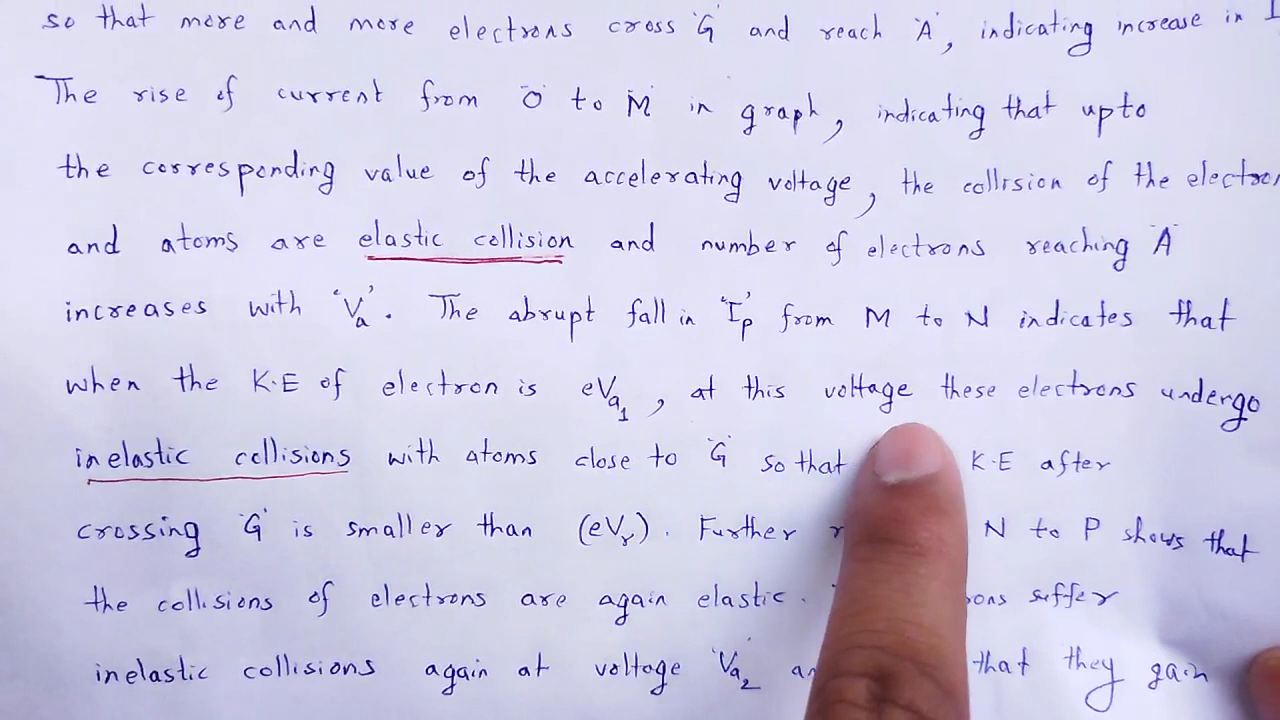 so that more and more electrons cross 'G' and reach 'A', indicating increase in I
The rise of current from 'O' to 'M' in graph, indicating that upto
the corresponding value of the accelerating voltage, the collision of the electron
and atoms are elastic collision and number of electrons reaching 'A'
increases with 'Va'. The abrupt fall in 'Ip' from M to N indicates that
when the K.E of electron is eVa1, at this voltage these electrons undergo
inelastic collisions with atoms close to 'G' so that K.E after
crossing 'G' is smaller than (eVr). Further N to P shows that
the collisions of electrons are again elastic. suffer
inelastic collisions again at voltage 'Va2 that they gain